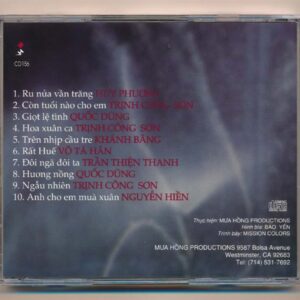 CD156
1. Ru nửa vầng trăng HUY PHƯƠNG
2. Còn tuổi nào cho em TRỊNH CÔNG SƠN
3. Giọt lệ tình QUỐC DŨNG
4. Hoa xuân ca TRỊNH CÔNG SƠN
5. Trên nhịp cầu tre KHÁNH BĂNG
6. Rất Huế VÕ TÁ HÂN
7. Đôi ngã đôi ta TRẦN THIỆN THANH
8. Hương nồng QUỐC DŨNG
9. Ngẫu nhiên TRỊNH CÔNG SƠN
10. Anh cho em mùa xuân NGUYỄN HIỀN
Thực hiện: MƯA HỒNG PRODUCTIONS
Hình bìa: BẢO YẾN
Trình bày: MISSION COLORS
MƯA HỒNG PRODUCTIONS 9587 Bolsa Avenue
Westminster, CA 92683
Tel: (714) 531-7692